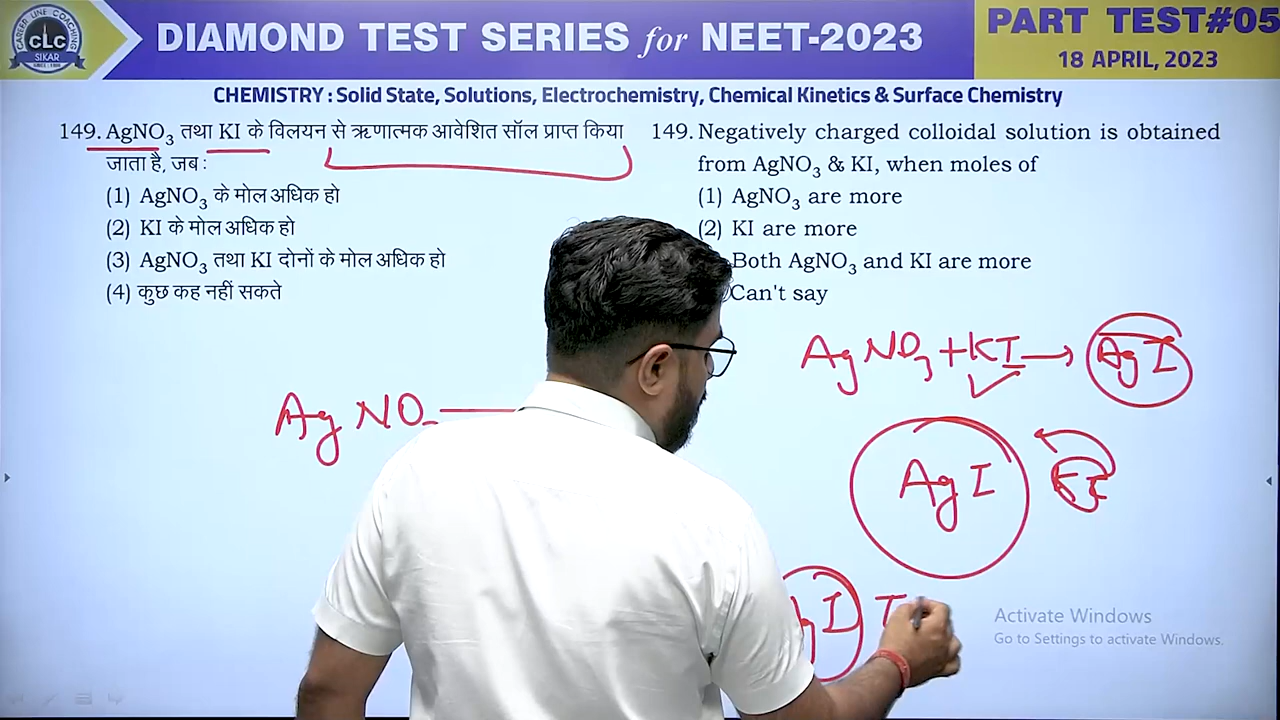 CAREER LINE COACHING
CLC
SIKAR
DIAMOND TEST SERIES for NEET-2023
PART TEST#05
18 APRIL, 2023
CHEMISTRY : Solid State, Solutions, Electrochemistry, Chemical Kinetics & Surface Chemistry
149. AgNO₃ तथा KI के विलयन से ऋणात्मक आवेशित सॉल प्राप्त किया
जाता है, जब :
(1) AgNO₃ के मोल अधिक हो
(2) KI के मोल अधिक हो
(3) AgNO₃ तथा KI दोनों के मोल अधिक हो
(4) कुछ कह नहीं सकते
149. Negatively charged colloidal solution is obtained
from AgNO₃ & KI, when moles of
(1) AgNO₃ are more
(2) KI are more
Both AgNO₃ and KI are more
Can't say
AgNO₃ + KI → AgI
AgNO
AgI KI
gI I
Activate Windows
Go to Settings to activate Windows.